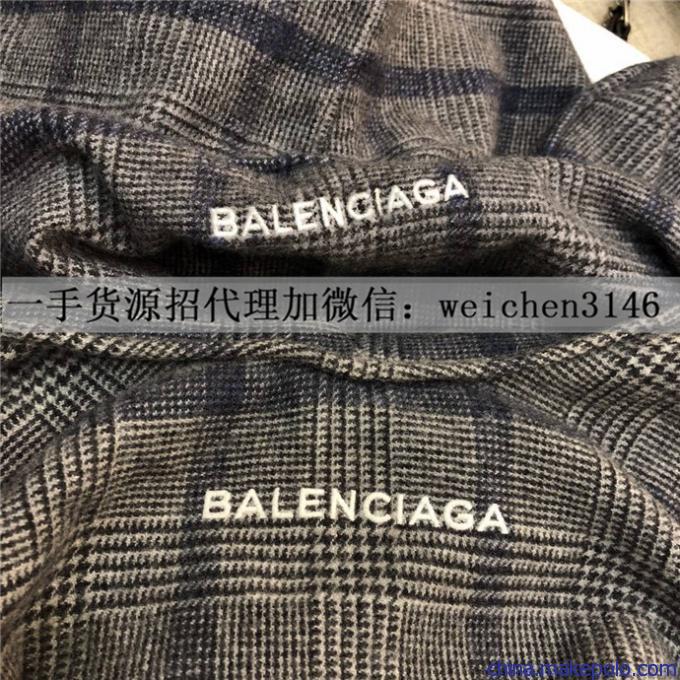 BALENCIAGA
一手货源招代理加微信：weichen3146
BALENCIAGA
china.makepolo.com